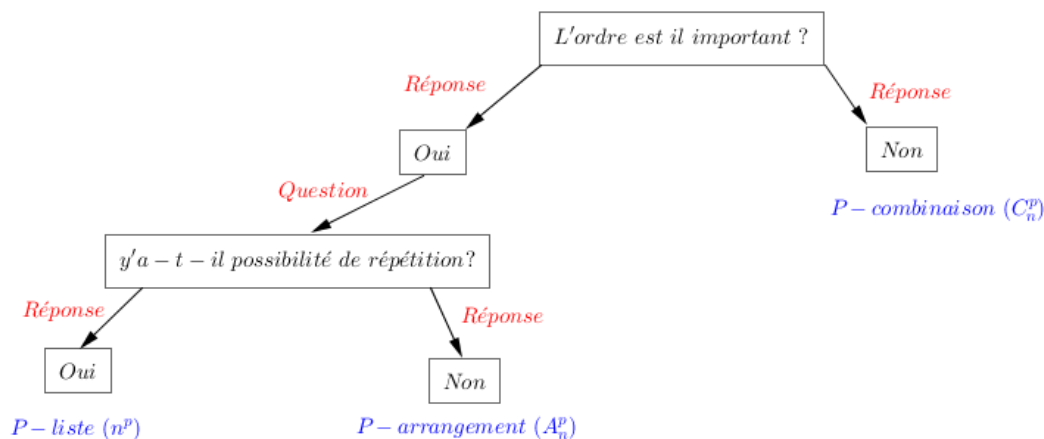 L'ordre est il important ?
Réponse
Réponse
Oui
Non
Question
P − combinaison (C_n^p)
y'a − t − il possibilité de répétition?
Réponse
Réponse
Oui
Non
P − liste (n^p)
P − arrangement (A_n^p)